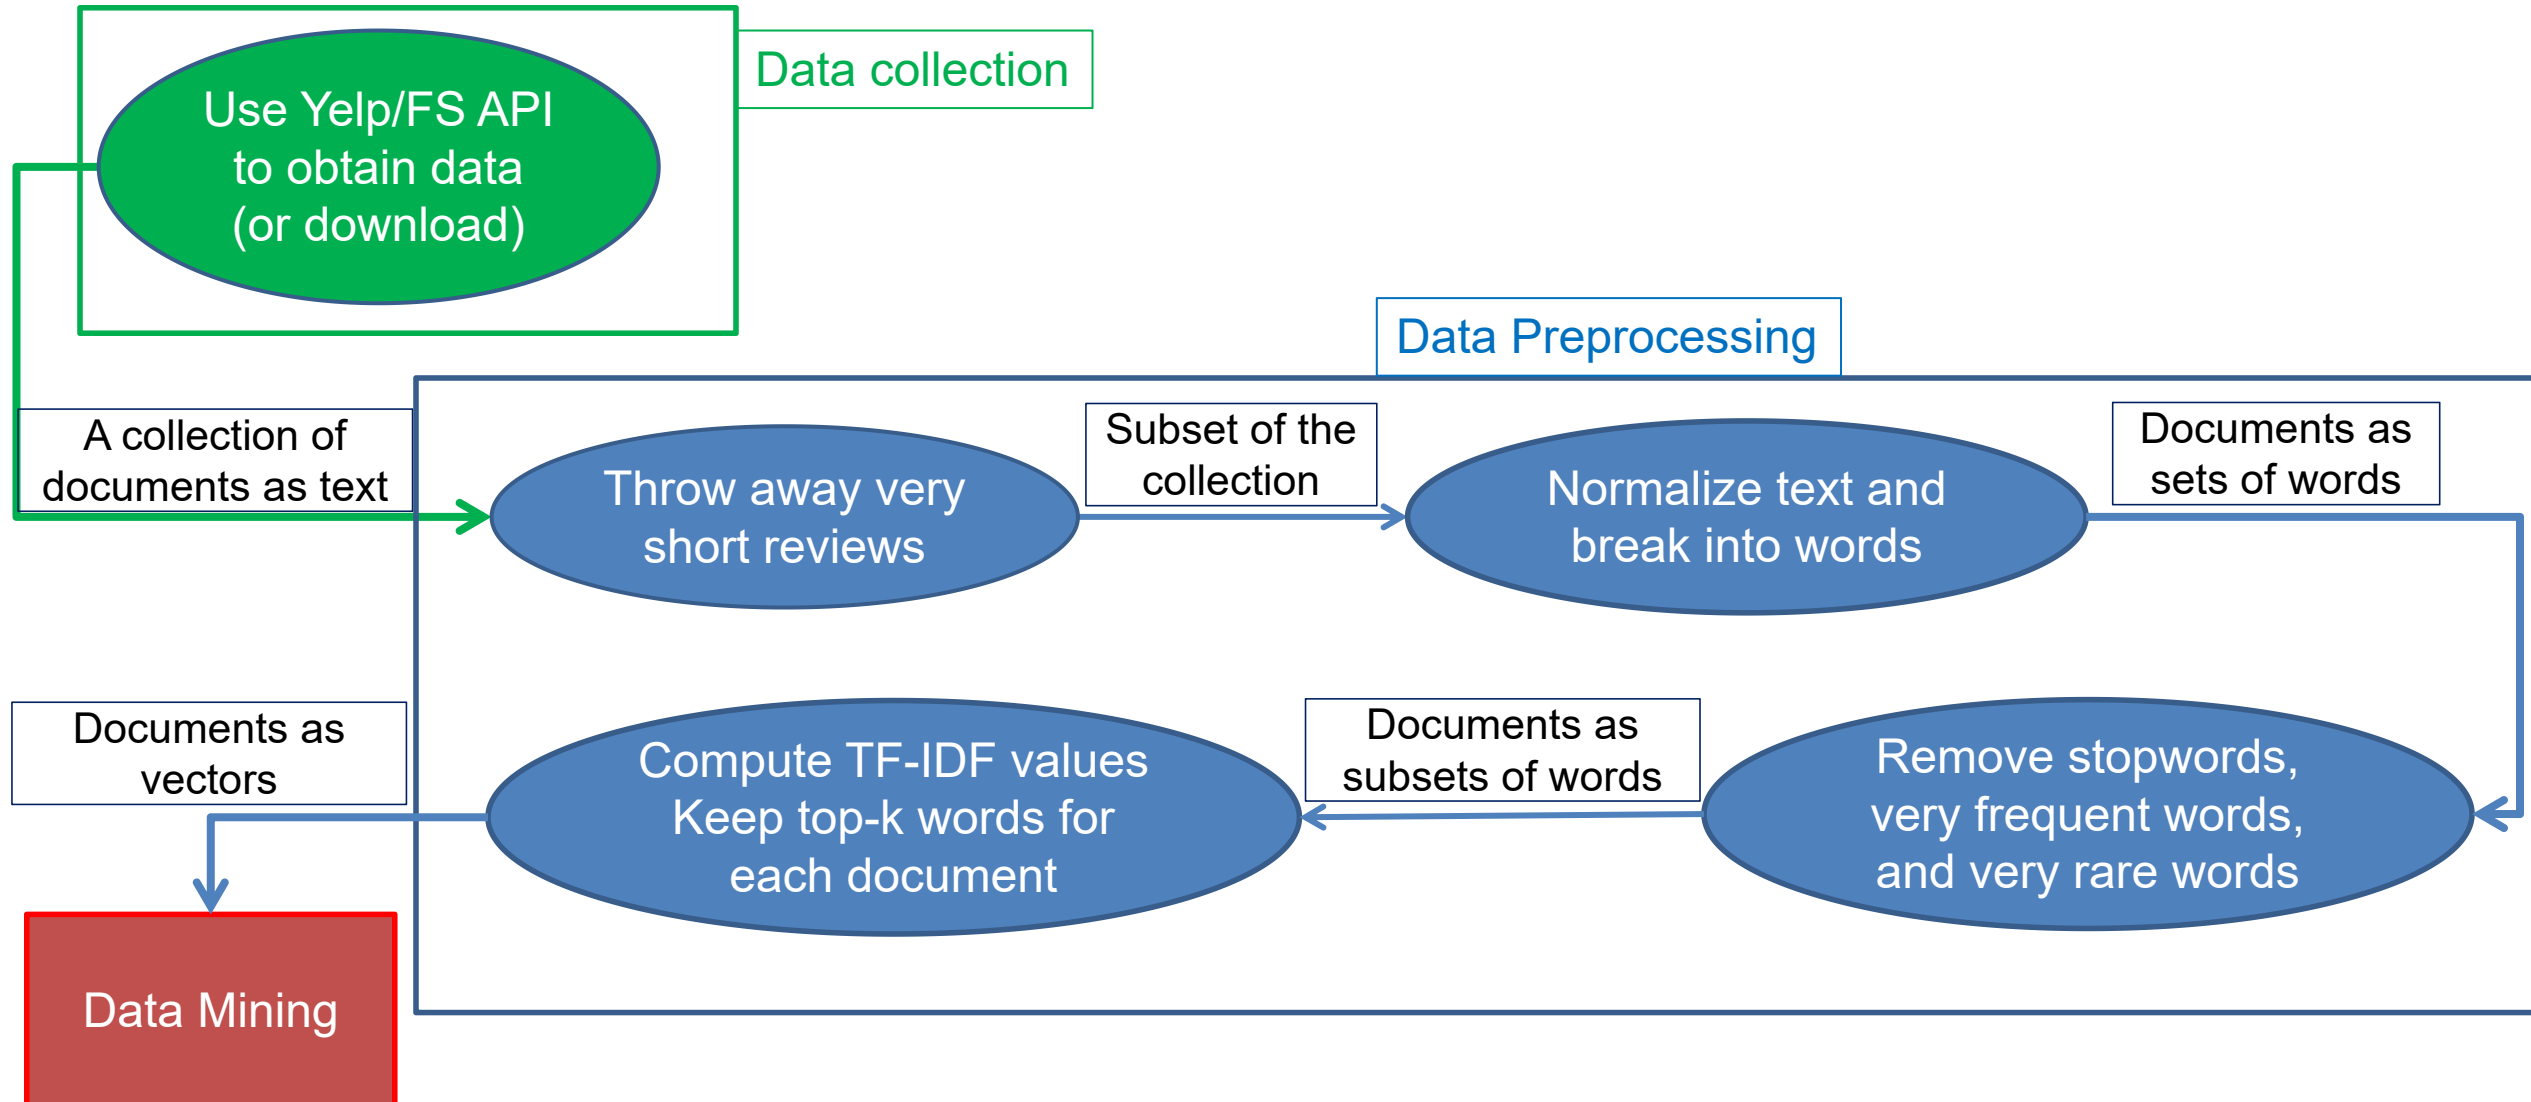 Use Yelp/FS API
to obtain data
(or download)
Data collection
Data Preprocessing
A collection of
documents as text
Throw away very
short reviews
Subset of the
collection
Normalize text and
break into words
Documents as
sets of words
Remove stopwords,
very frequent words,
and very rare words
Documents as
subsets of words
Compute TF-IDF values
Keep top-k words for
each document
Documents as
vectors
Data Mining